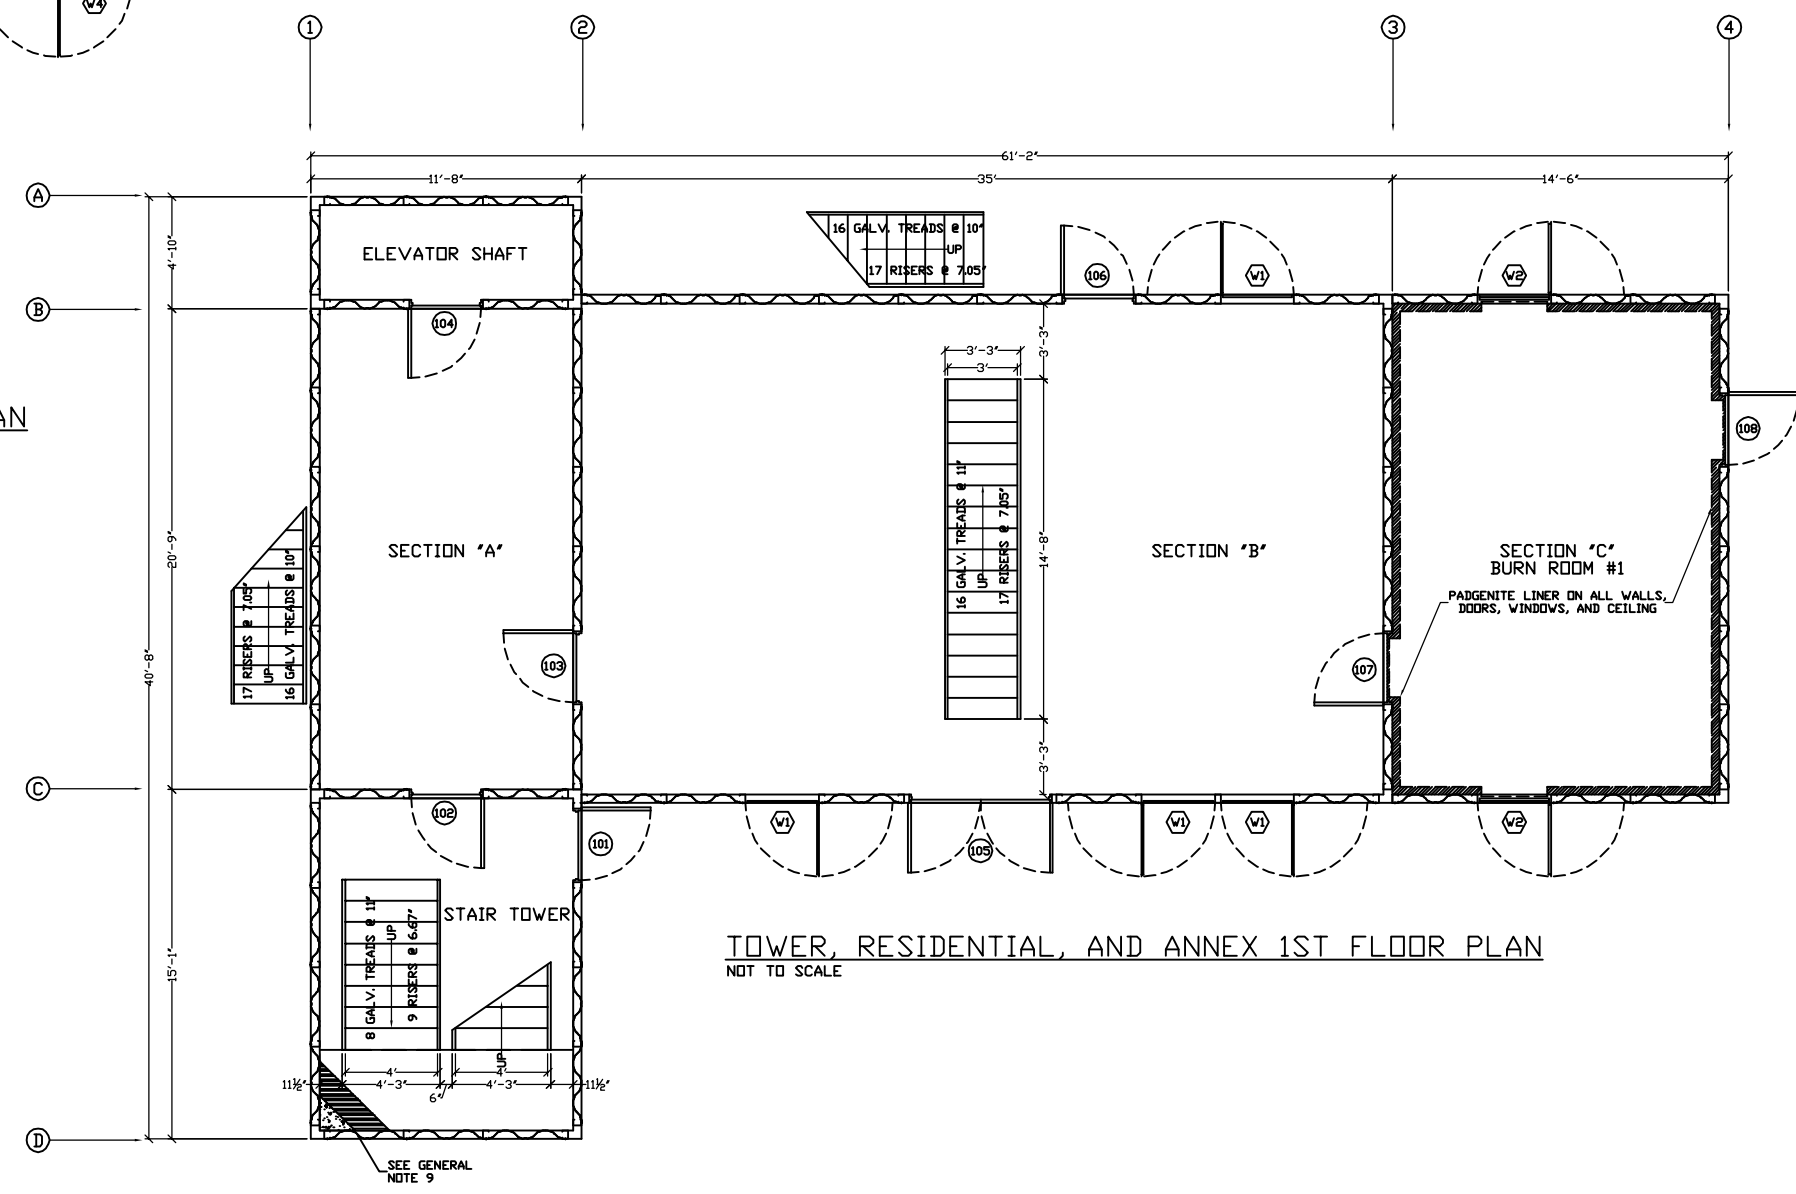 W4
1
2
3
4
61'-2"
11'-8"
35'
14'-6"
A
B
C
D
4'-10"
20'-9"
40'-8"
15'-1"
ELEVATOR SHAFT
16 GALV. TREADS @ 10"
UP
17 RISERS @ 7.05"
106
W1
W2
104
3'-3"
3'
3'-3"
14'-8"
3'-3"
AN
108
SECTION "A"
16 GALV. TREADS @ 11"
UP
17 RISERS @ 7.05"
SECTION "B"
SECTION "C"
BURN ROOM #1
PADGENITE LINER ON ALL WALLS,
DOORS, WINDOWS, AND CEILING
17 RISERS @ 7.05"
UP
16 GALV. TREADS @ 10"
103
107
102
101
W1
105
W1
W1
W2
STAIR TOWER
8 GALV. TREADS @ 11"
UP
9 RISERS @ 6.67"
UP
4'
4'
11½"
4'-3"
6"
4'-3"
11½"
TOWER, RESIDENTIAL, AND ANNEX 1ST FLOOR PLAN
NOT TO SCALE
SEE GENERAL
NOTE 9